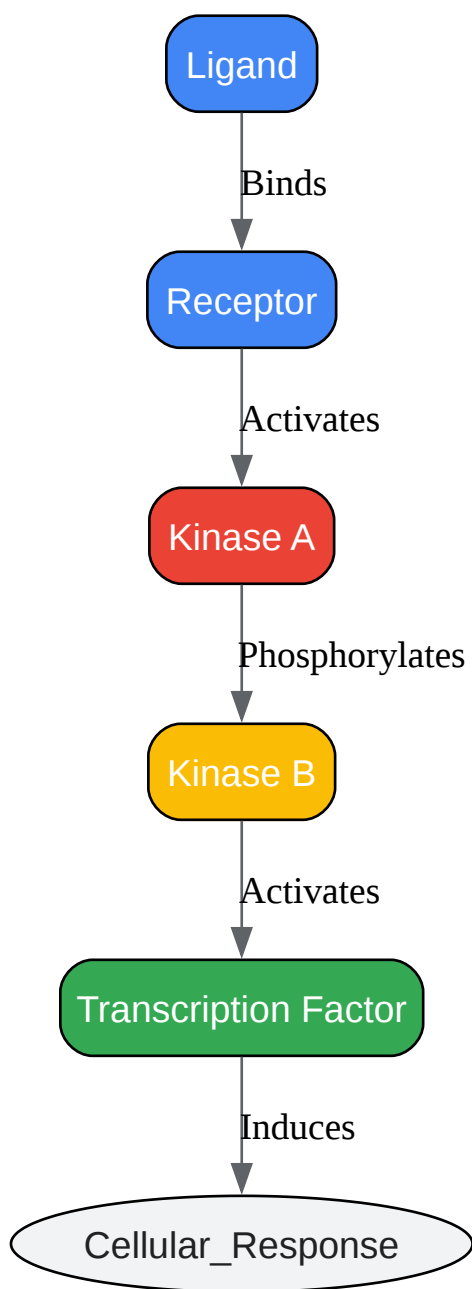 Ligand
Binds
Receptor
Activates
Kinase A
Phosphorylates
Kinase B
Activates
Transcription Factor
Induces
Cellular_Response